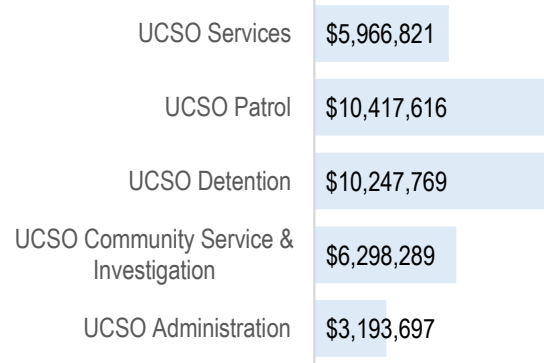 UCSO Services $5,966,821
UCSO Patrol $10,417,616
UCSO Detention $10,247,769
UCSO Community Service &
Investigation $6,298,289
UCSO Administration $3,193,697